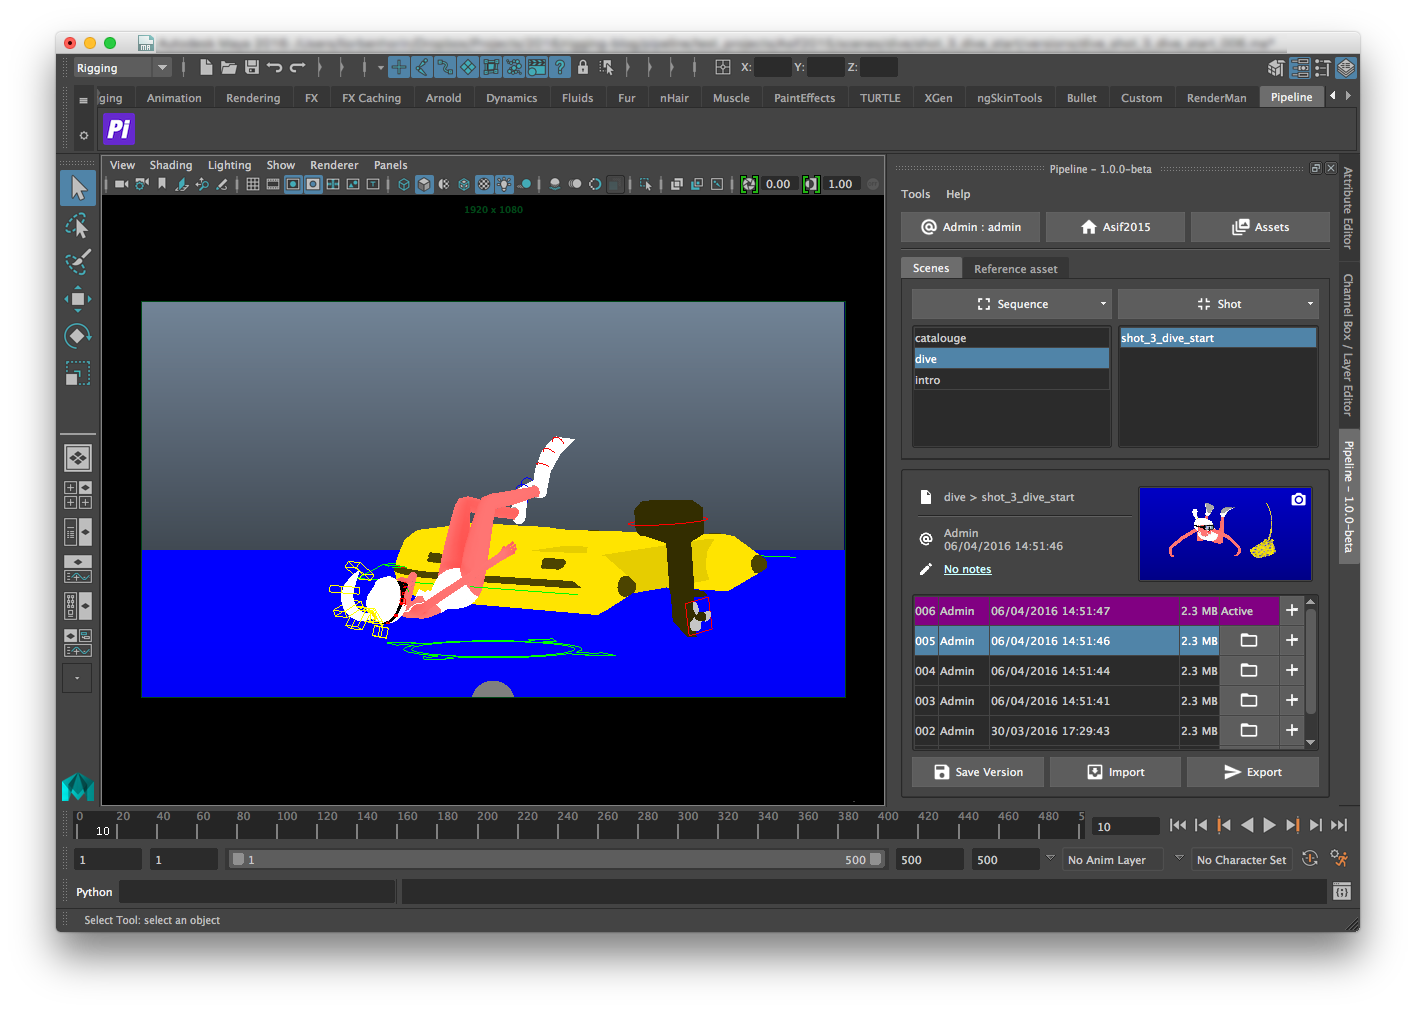 Rigging
X:
Y:
Z:
ging
Animation
Rendering
FX
FX Caching
Arnold
Dynamics
Fluids
Fur
nHair
Muscle
PaintEffects
TURTLE
XGen
ngSkinTools
Bullet
Custom
RenderMan
Pipeline
Pi
View
Shading
Lighting
Show
Renderer
Panels
0.00
1.00
1920 x 1080
Pipeline - 1.0.0-beta
Tools
Help
Admin : admin
Asif2015
Assets
Scenes
Reference asset
Sequence
Shot
catalouge
dive
intro
shot_3_dive_start
dive > shot_3_dive_start
Admin
06/04/2016 14:51:46
No notes
006 Admin 06/04/2016 14:51:47 2.3 MB Active +
005 Admin 06/04/2016 14:51:46 2.3 MB +
004 Admin 06/04/2016 14:51:44 2.3 MB +
003 Admin 06/04/2016 14:51:41 2.3 MB +
002 Admin 30/03/2016 17:29:43 2.3 MB +
Save Version
Import
Export
Attribute Editor
Channel Box / Layer Editor
Pipeline - 1.0.0-beta
0 20 40 60 80 100 120 140 160 180 200 220 240 260 280 300 320 340 360 380 400 420 440 460 480 5
10
10
1
1
1
500
500
500
No Anim Layer
No Character Set
Python
Select Tool: select an object